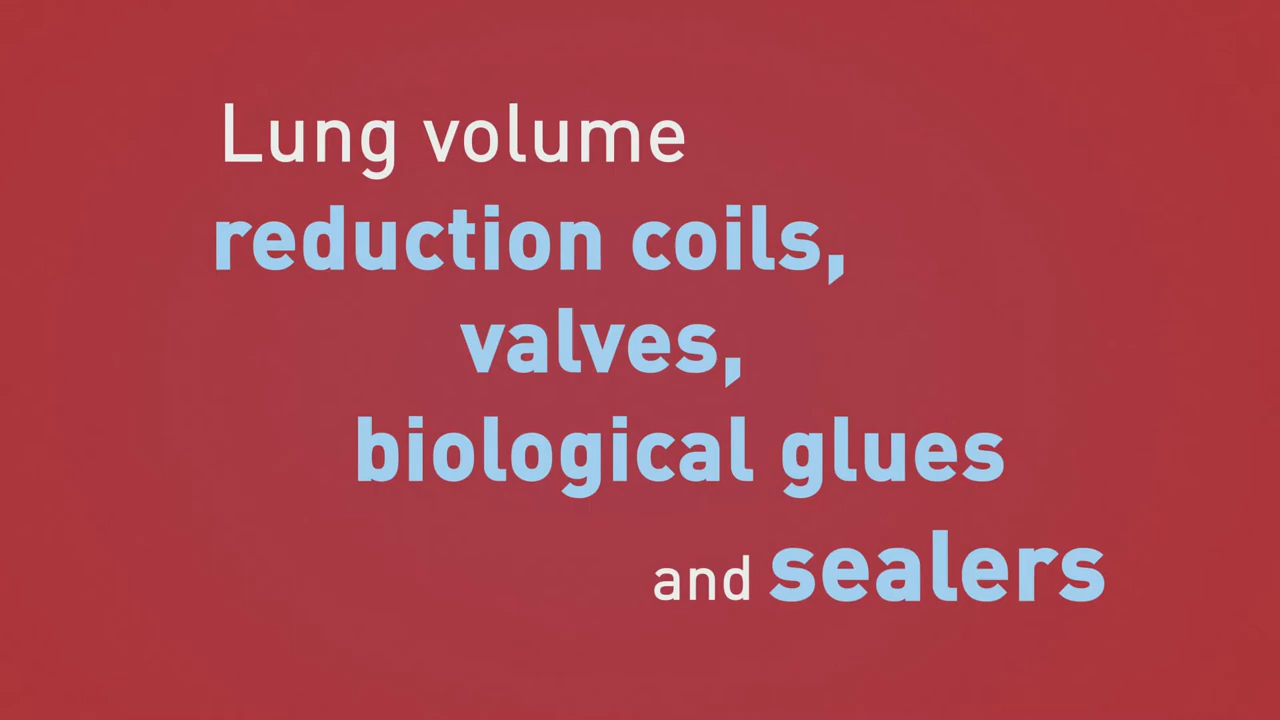 Lung volume
reduction coils,
valves,
biological glues
and sealers